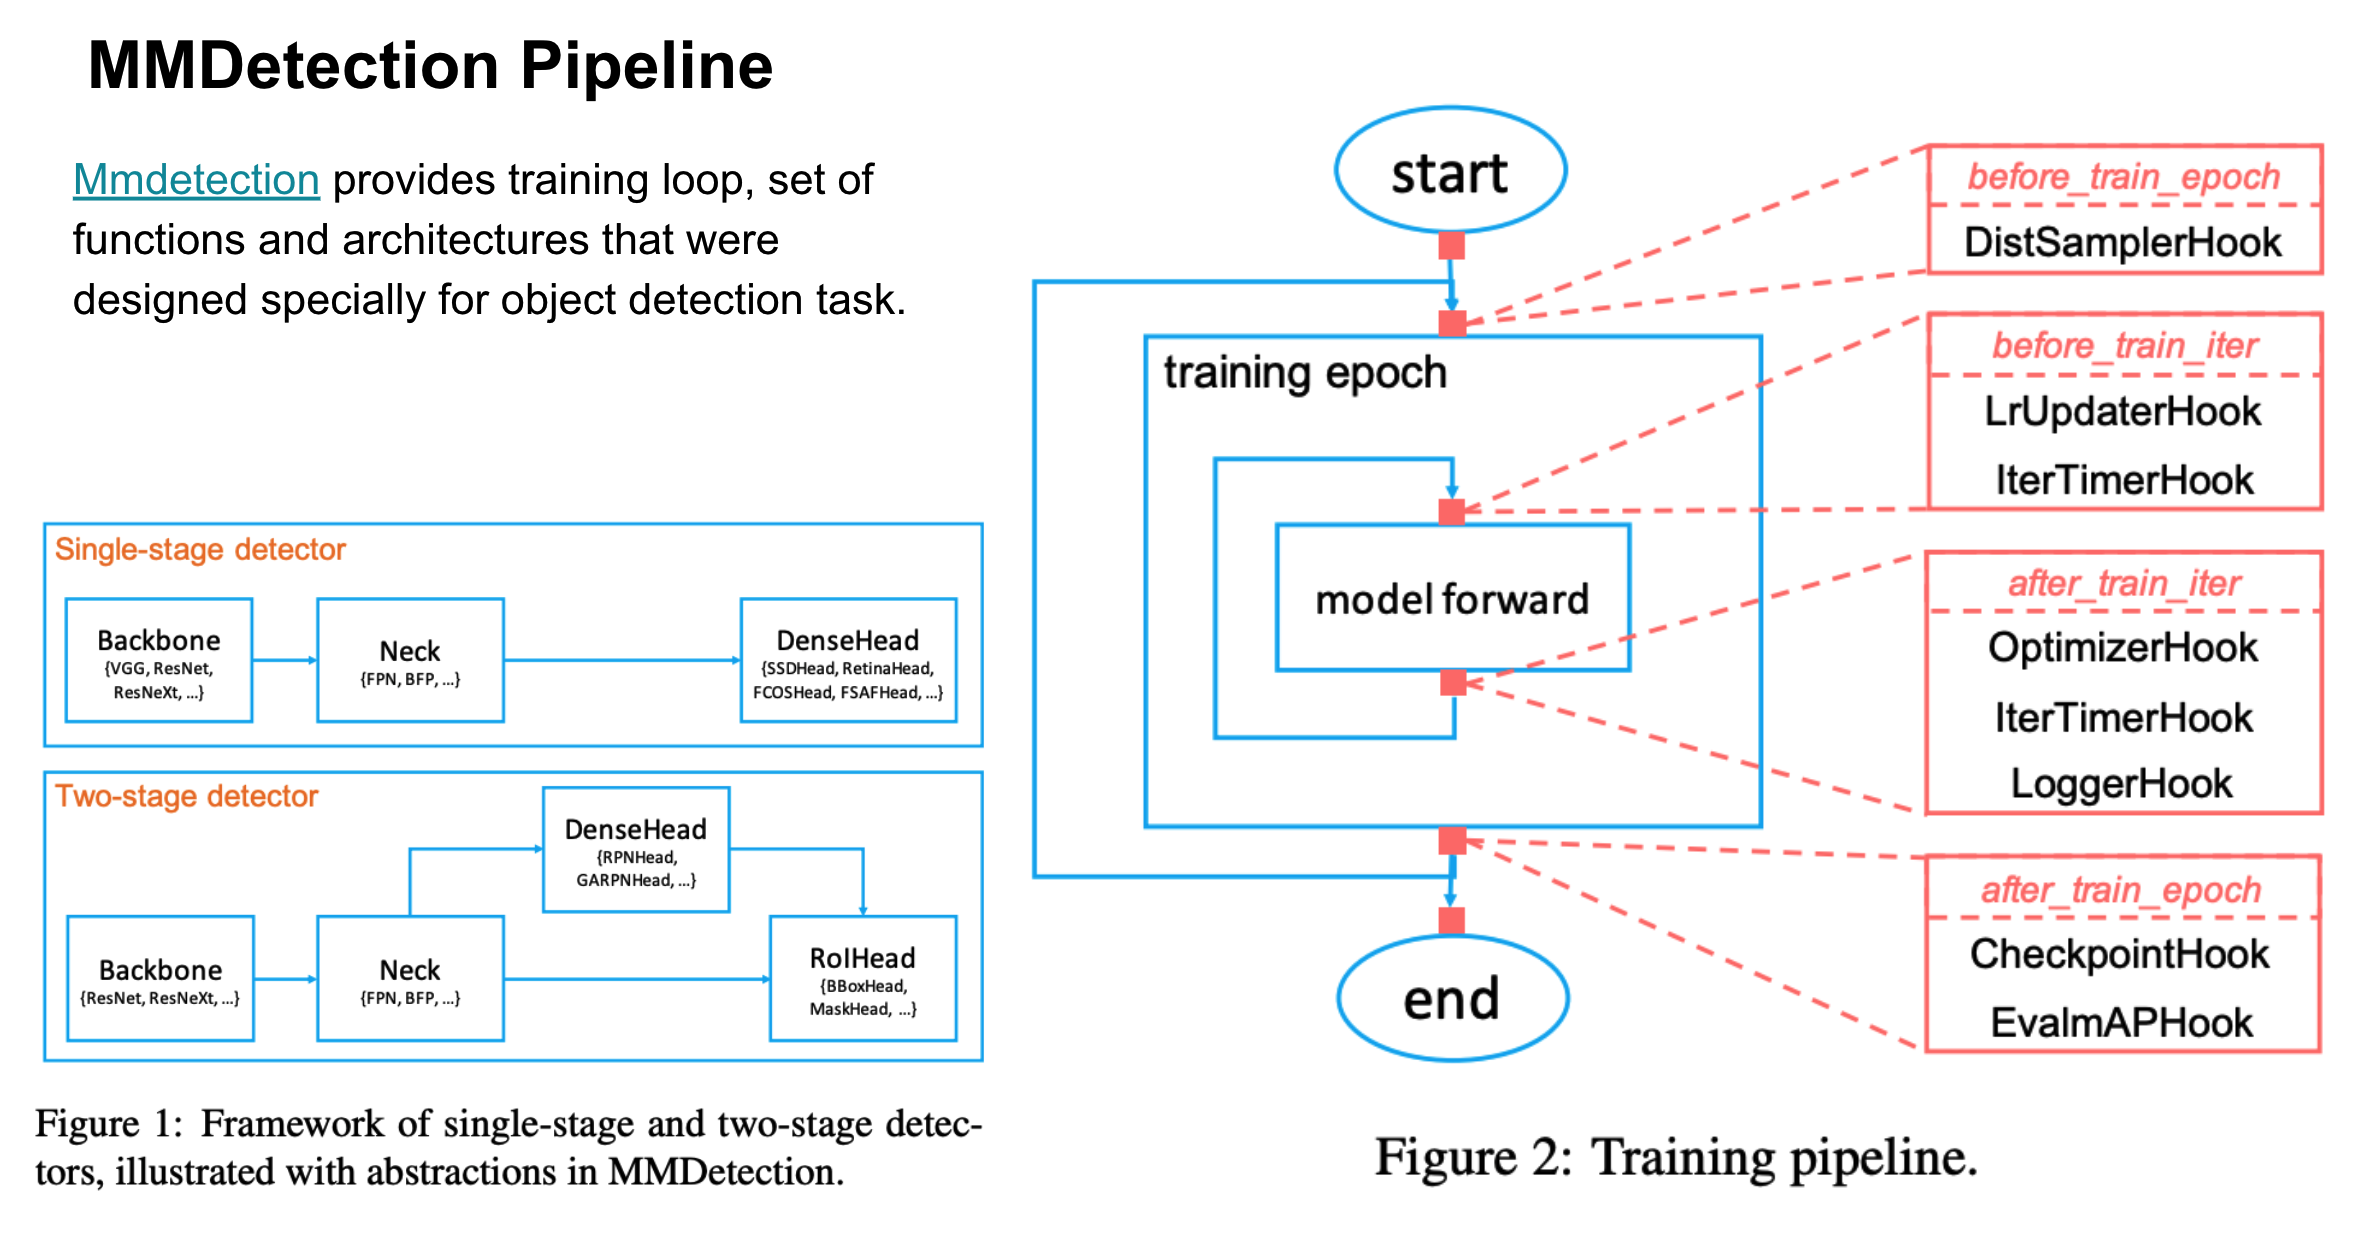 MMDetection Pipeline
Mmdetection provides training loop, set of
functions and architectures that were
designed specially for object detection task.
Single-stage detector
Backbone
{VGG, ResNet,
ResNeXt, ...}
Neck
{FPN, BFP, ...}
DenseHead
{SSDHead, RetinaHead,
FCOSHead, FSAFHead, ...}
Two-stage detector
DenseHead
{RPNHead,
GARPNHead, ...}
Backbone
{ResNet, ResNeXt, ...}
Neck
{FPN, BFP, ...}
RoIHead
{BBoxHead,
MaskHead, ...}
Figure 1: Framework of single-stage and two-stage detec-
tors, illustrated with abstractions in MMDetection.
start
training epoch
model forward
end
before_train_epoch
DistSamplerHook
before_train_iter
LrUpdaterHook
IterTimerHook
after_train_iter
OptimizerHook
IterTimerHook
LoggerHook
after_train_epoch
CheckpointHook
EvalmAPHook
Figure 2: Training pipeline.